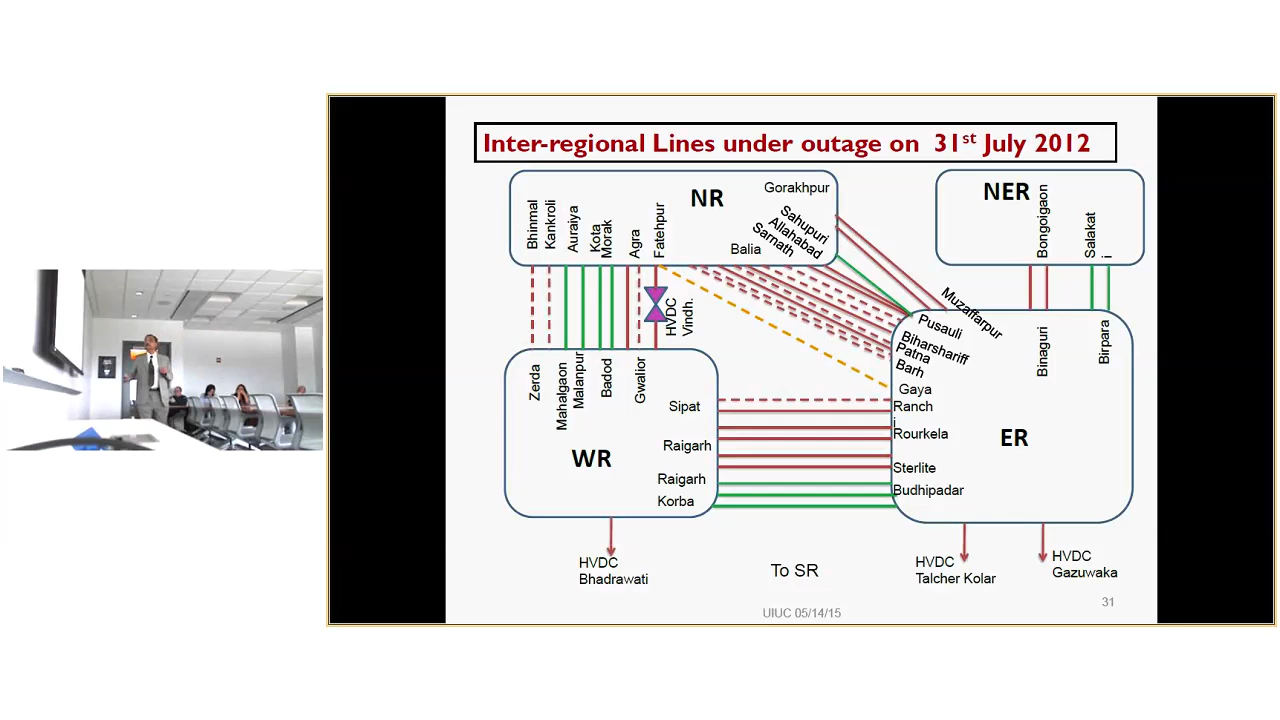 Inter-regional Lines under outage on 31st July 2012
NR
Gorakhpur
Bhinmal
Kankroli
Auraiya
Kota
Morak
Agra
Fatehpur
Balia
Sahupuri
Allahabad
Sarnath
NER
Bongoigaon
Salakat
i
HVDC
Vindh.
Muzaffarpur
Pusauli
Biharshariff
Patna
Barh
Gaya
Ranch
i
Rourkela
Sterlite
Budhipadar
ER
Binaguri
Birpara
Zerda
Mahalgaon
Malanpur
Badod
Gwalior
Sipat
Raigarh
WR
Raigarh
Korba
HVDC
Bhadrawati
To SR
HVDC
Talcher Kolar
HVDC
Gazuwaka
UIUC 05/14/15
31